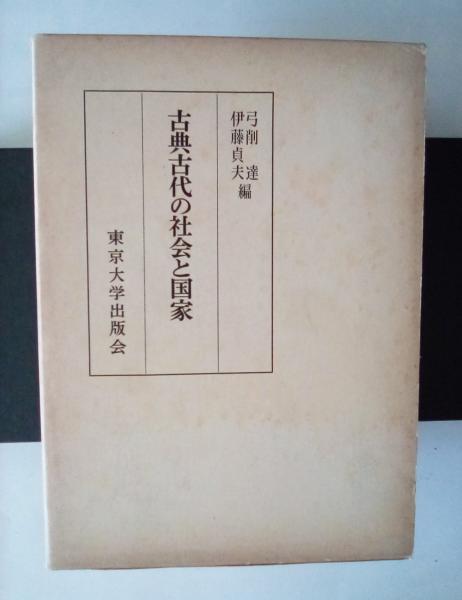 弓削 達
伊藤貞夫 編
古典古代の社会と国家
東京大学出版会